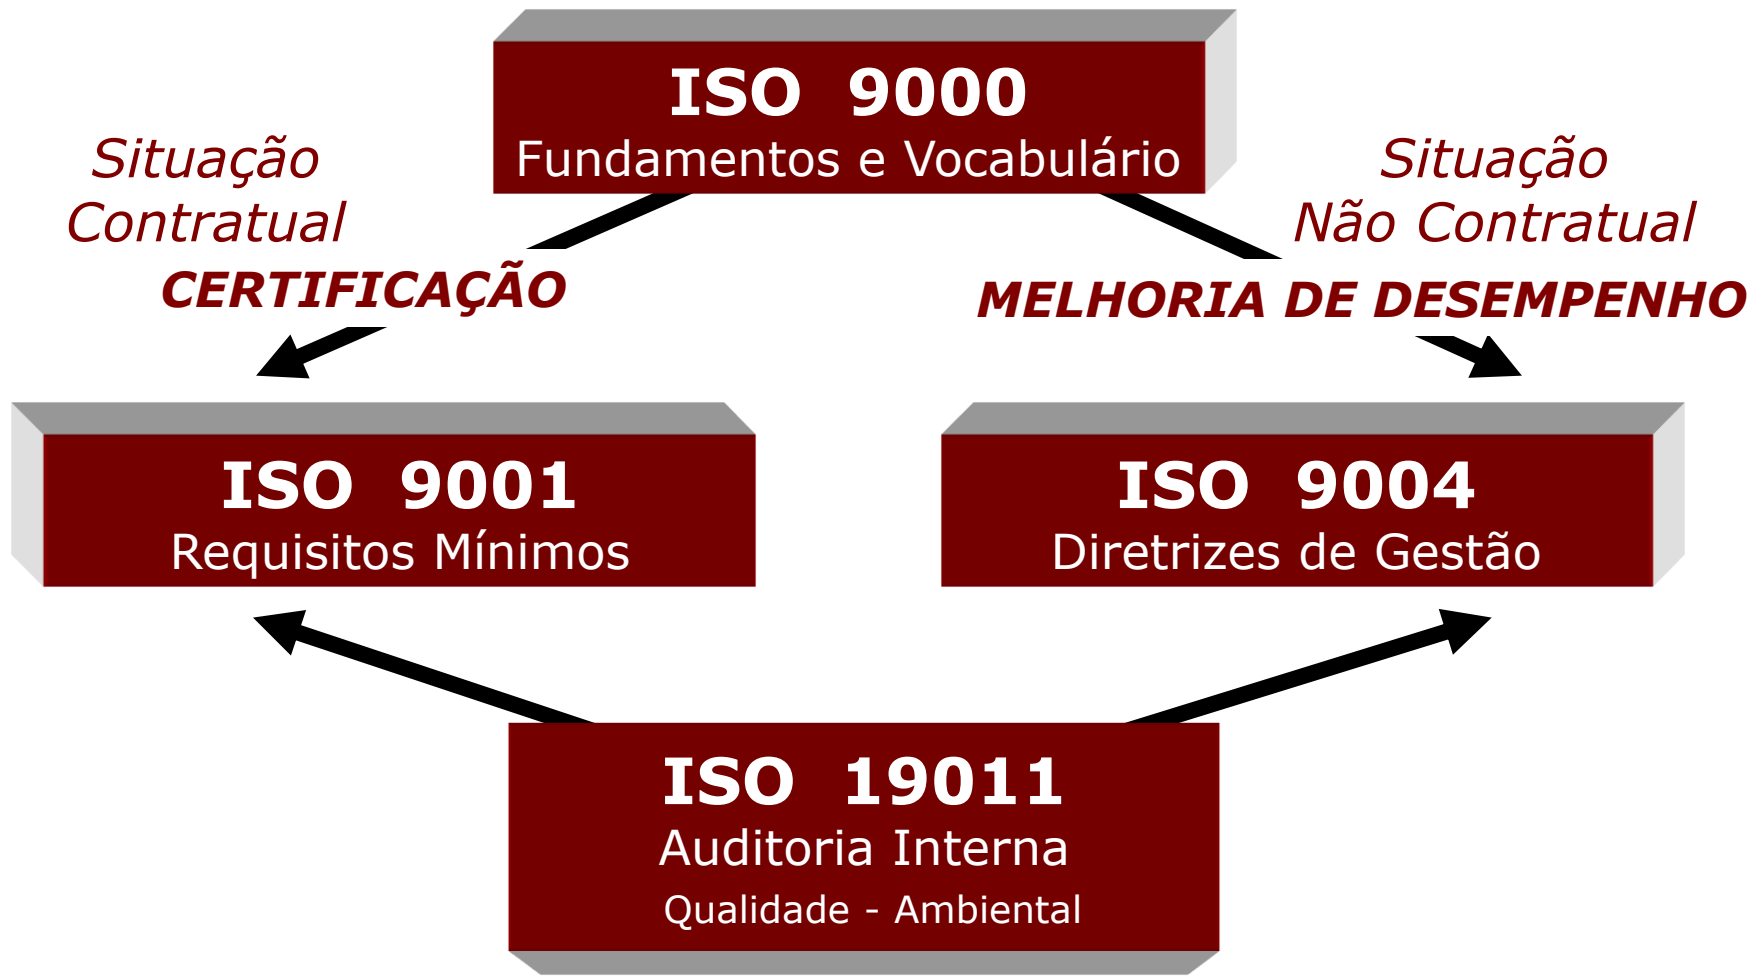 ISO 9000
Fundamentos e Vocabulário
Situação
Contratual
CERTIFICAÇÃO
Situação
Não Contratual
MELHORIA DE DESEMPENHO
ISO 9001
Requisitos Mínimos
ISO 9004
Diretrizes de Gestão
ISO 19011
Auditoria Interna
Qualidade - Ambiental